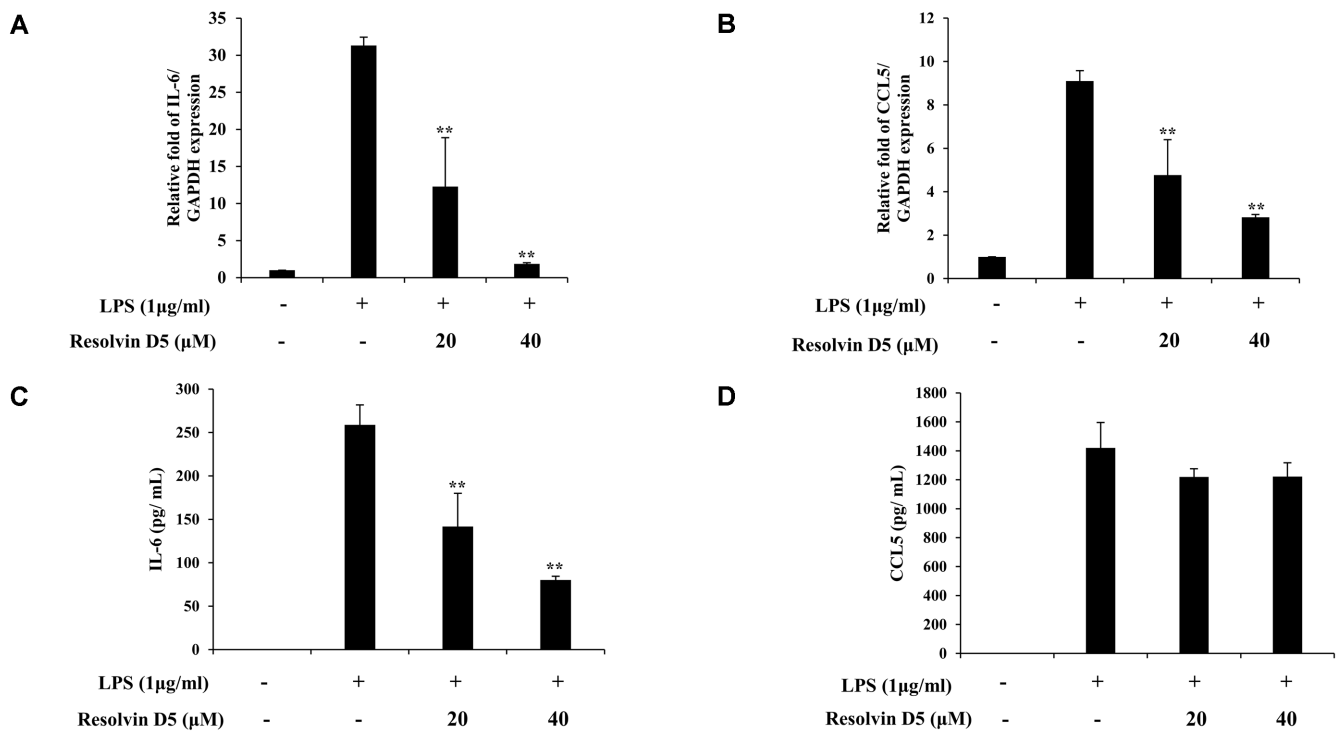 A
Relative fold of IL-6/
GAPDH expression
35
30
25
20
15
10
5
0
**
**
LPS (1μg/ml) - + + +
Resolvin D5 (μM) - - 20 40
B
Relative fold of CCL5/
GAPDH expression
12
10
8
6
4
2
0
**
**
LPS (1μg/ml) - + + +
Resolvin D5 (μM) - - 20 40
C
IL-6 (pg/ mL)
300
250
200
150
100
50
0
**
**
LPS (1μg/ml) - + + +
Resolvin D5 (μM) - - 20 40
D
CCL5 (pg/ mL)
1800
1600
1400
1200
1000
800
600
400
200
0
LPS (1μg/ml) - + + +
Resolvin D5 (μM) - - 20 40